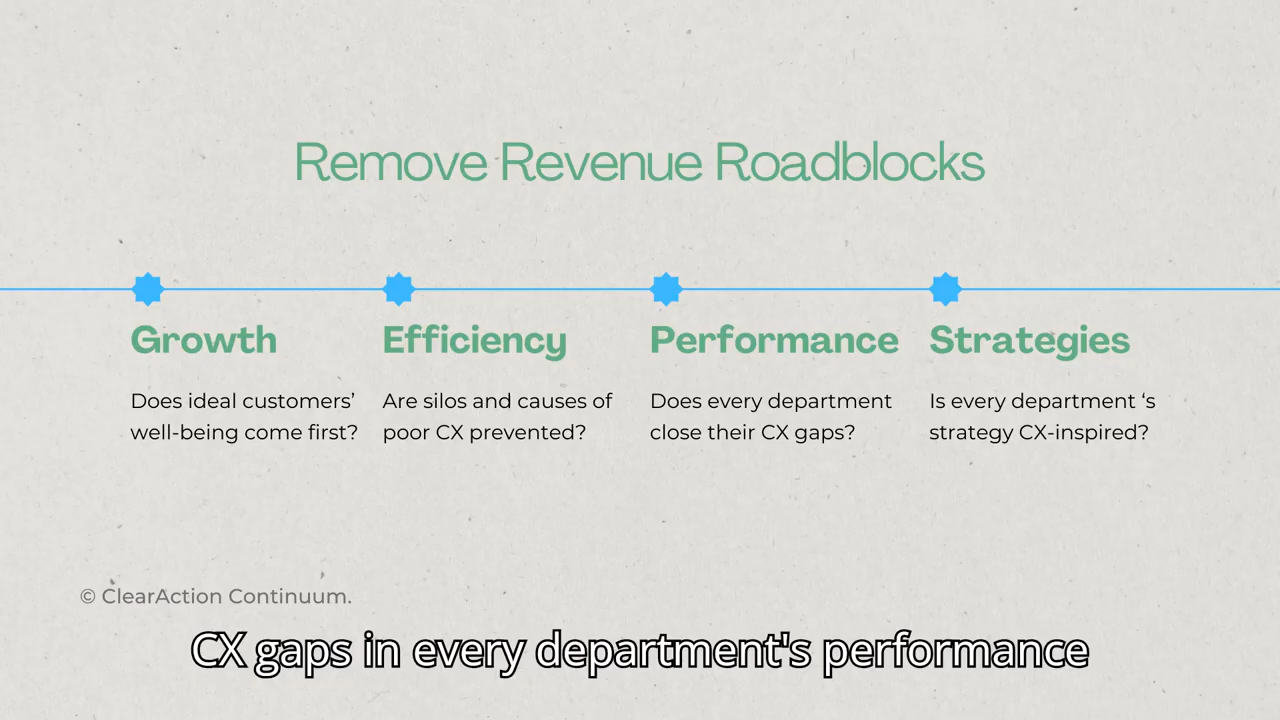 Remove Revenue Roadblocks
Growth
Does ideal customers’
well-being come first?
Efficiency
Are silos and causes of
poor CX prevented?
Performance
Does every department
close their CX gaps?
Strategies
Is every department ‘s
strategy CX-inspired?
© ClearAction Continuum.
CX gaps in every department's performance